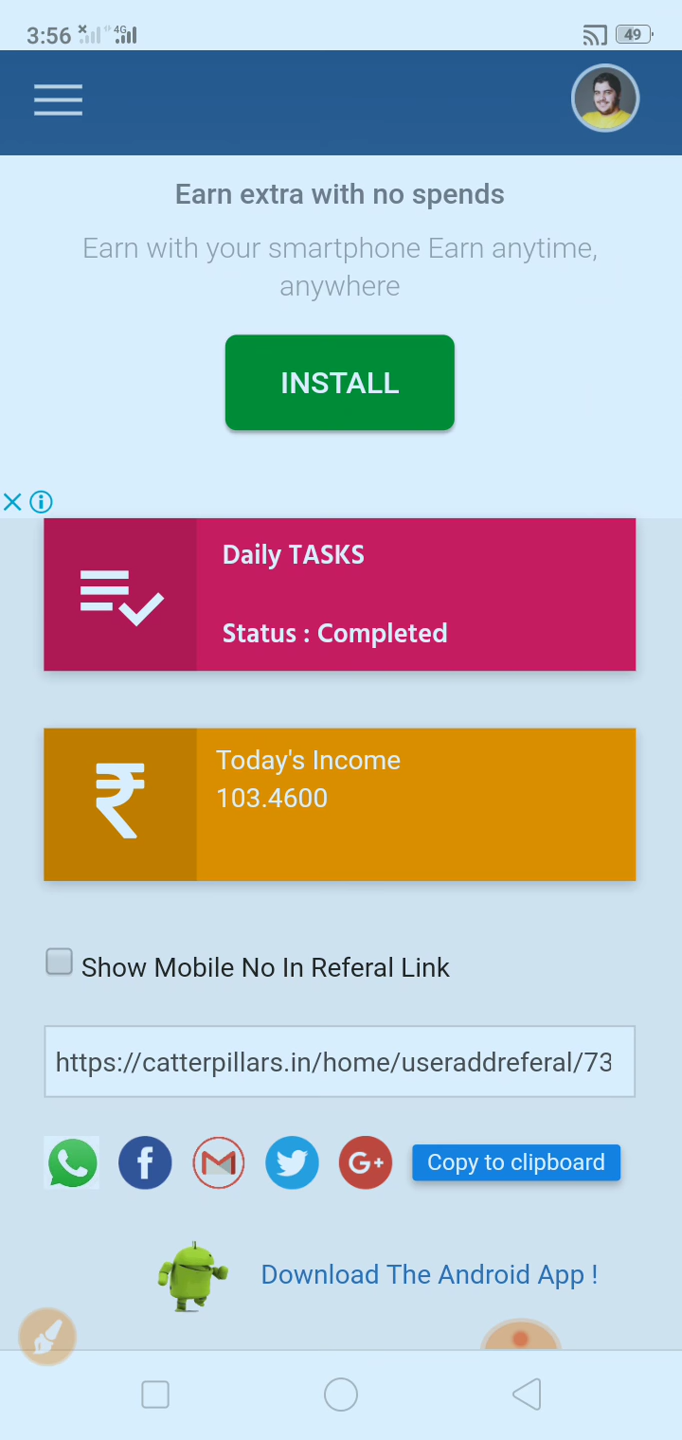 3:56 4G 49
Earn extra with no spends
Earn with your smartphone Earn anytime,
anywhere
INSTALL
Daily TASKS
Status : Completed
Today's Income
₹ 103.4600
Show Mobile No In Referal Link
https://catterpillars.in/home/useraddreferal/73
f M G+ Copy to clipboard
Download The Android App !